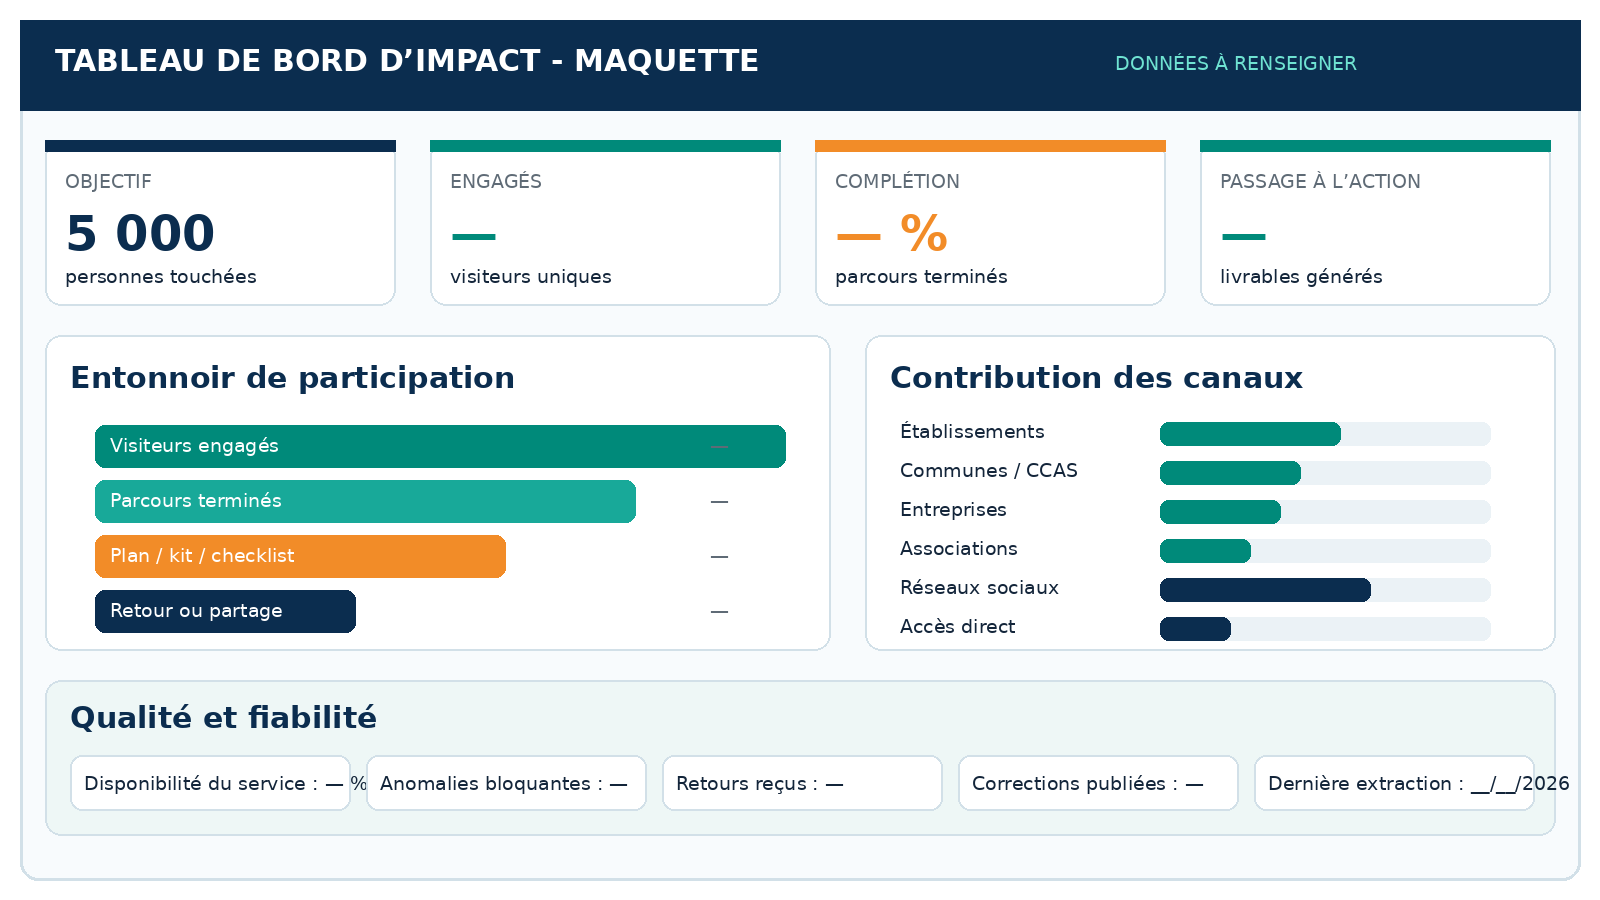 TABLEAU DE BORD D’IMPACT - MAQUETTE
DONNÉES À RENSEIGNER
OBJECTIF
5 000
personnes touchées
ENGAGÉS
—
visiteurs uniques
COMPLÉTION
— %
parcours terminés
PASSAGE À L’ACTION
—
livrables générés
Entonnoir de participation
Visiteurs engagés —
Parcours terminés —
Plan / kit / checklist —
Retour ou partage —
Contribution des canaux
Établissements
Communes / CCAS
Entreprises
Associations
Réseaux sociaux
Accès direct
Qualité et fiabilité
Disponibilité du service : — %
Anomalies bloquantes : —
Retours reçus : —
Corrections publiées : —
Dernière extraction : __/__/2026